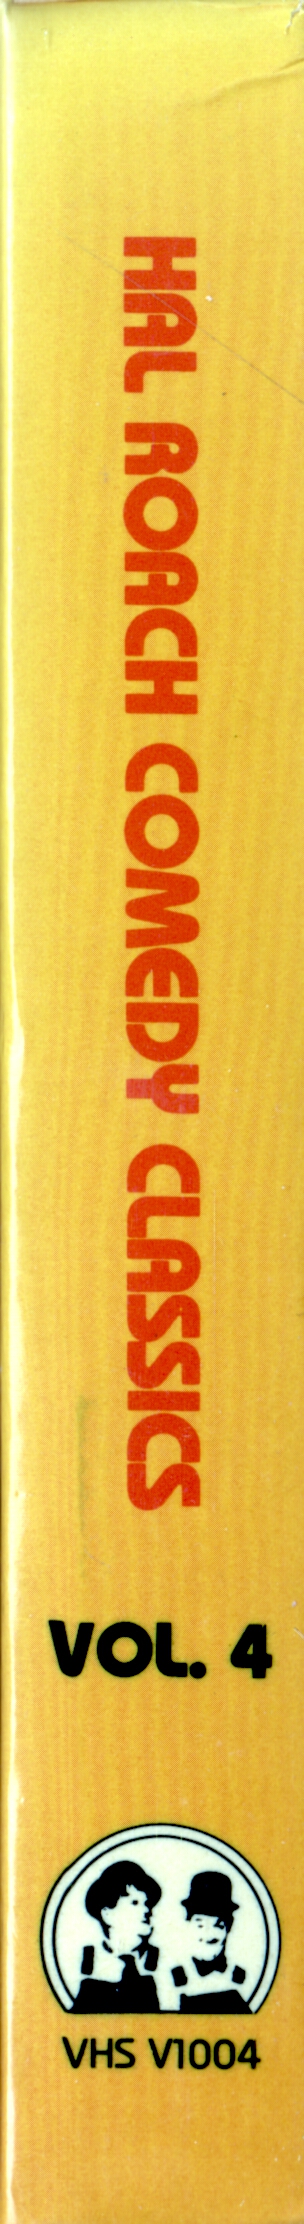 HAL ROACH COMEDY CLASSICS
VOL. 4
VHS V1004